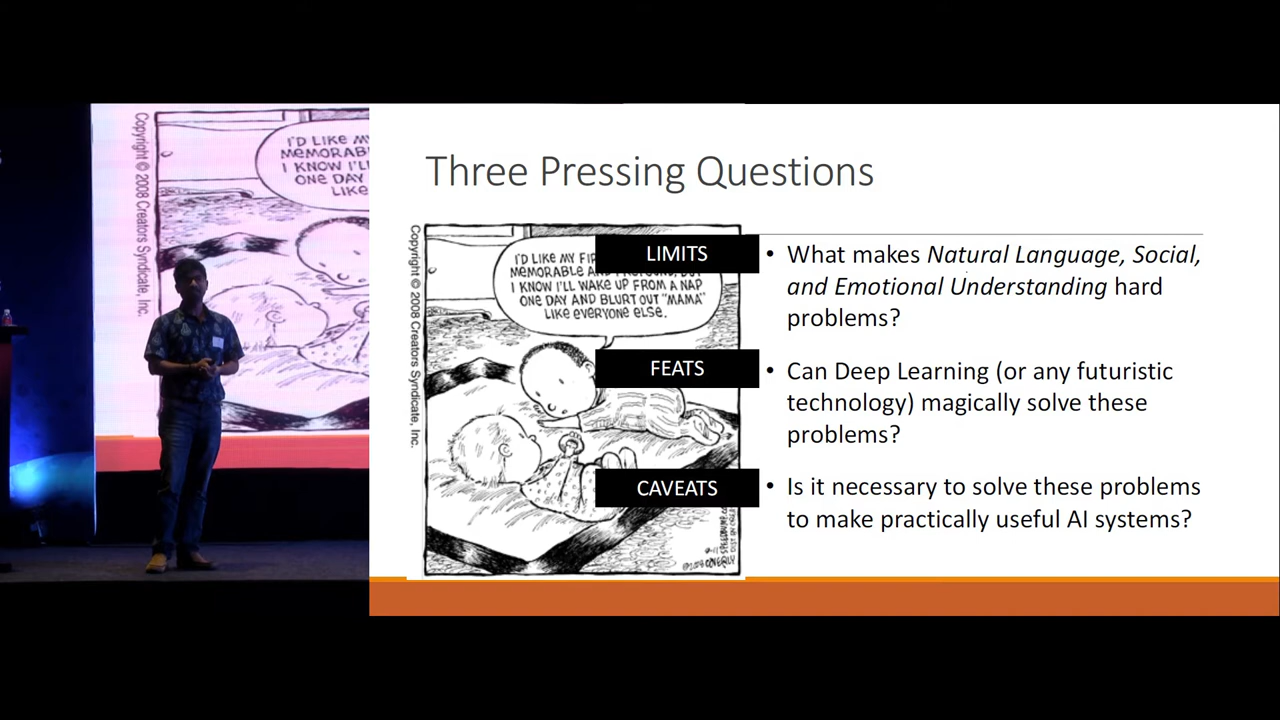 Copyright © 2008 Creators Syndicate, Inc.
I'D LIKE
MEMORAB
I KNOW I'LL
ONE DAY
LIKE
Three Pressing Questions
Copyright © 2008 Creators Syndicate, Inc.
I'D LIKE MY FIR
MEMORABLE AND
I KNOW I'LL WAKE UP FROM A NAP
ONE DAY AND BLURT OUT "MAMA"
LIKE EVERYONE ELSE.
LIMITS
• What makes Natural Language, Social,
and Emotional Understanding hard
problems?
FEATS
• Can Deep Learning (or any futuristic
technology) magically solve these
problems?
CAVEATS
• Is it necessary to solve these problems
to make practically useful AI systems?